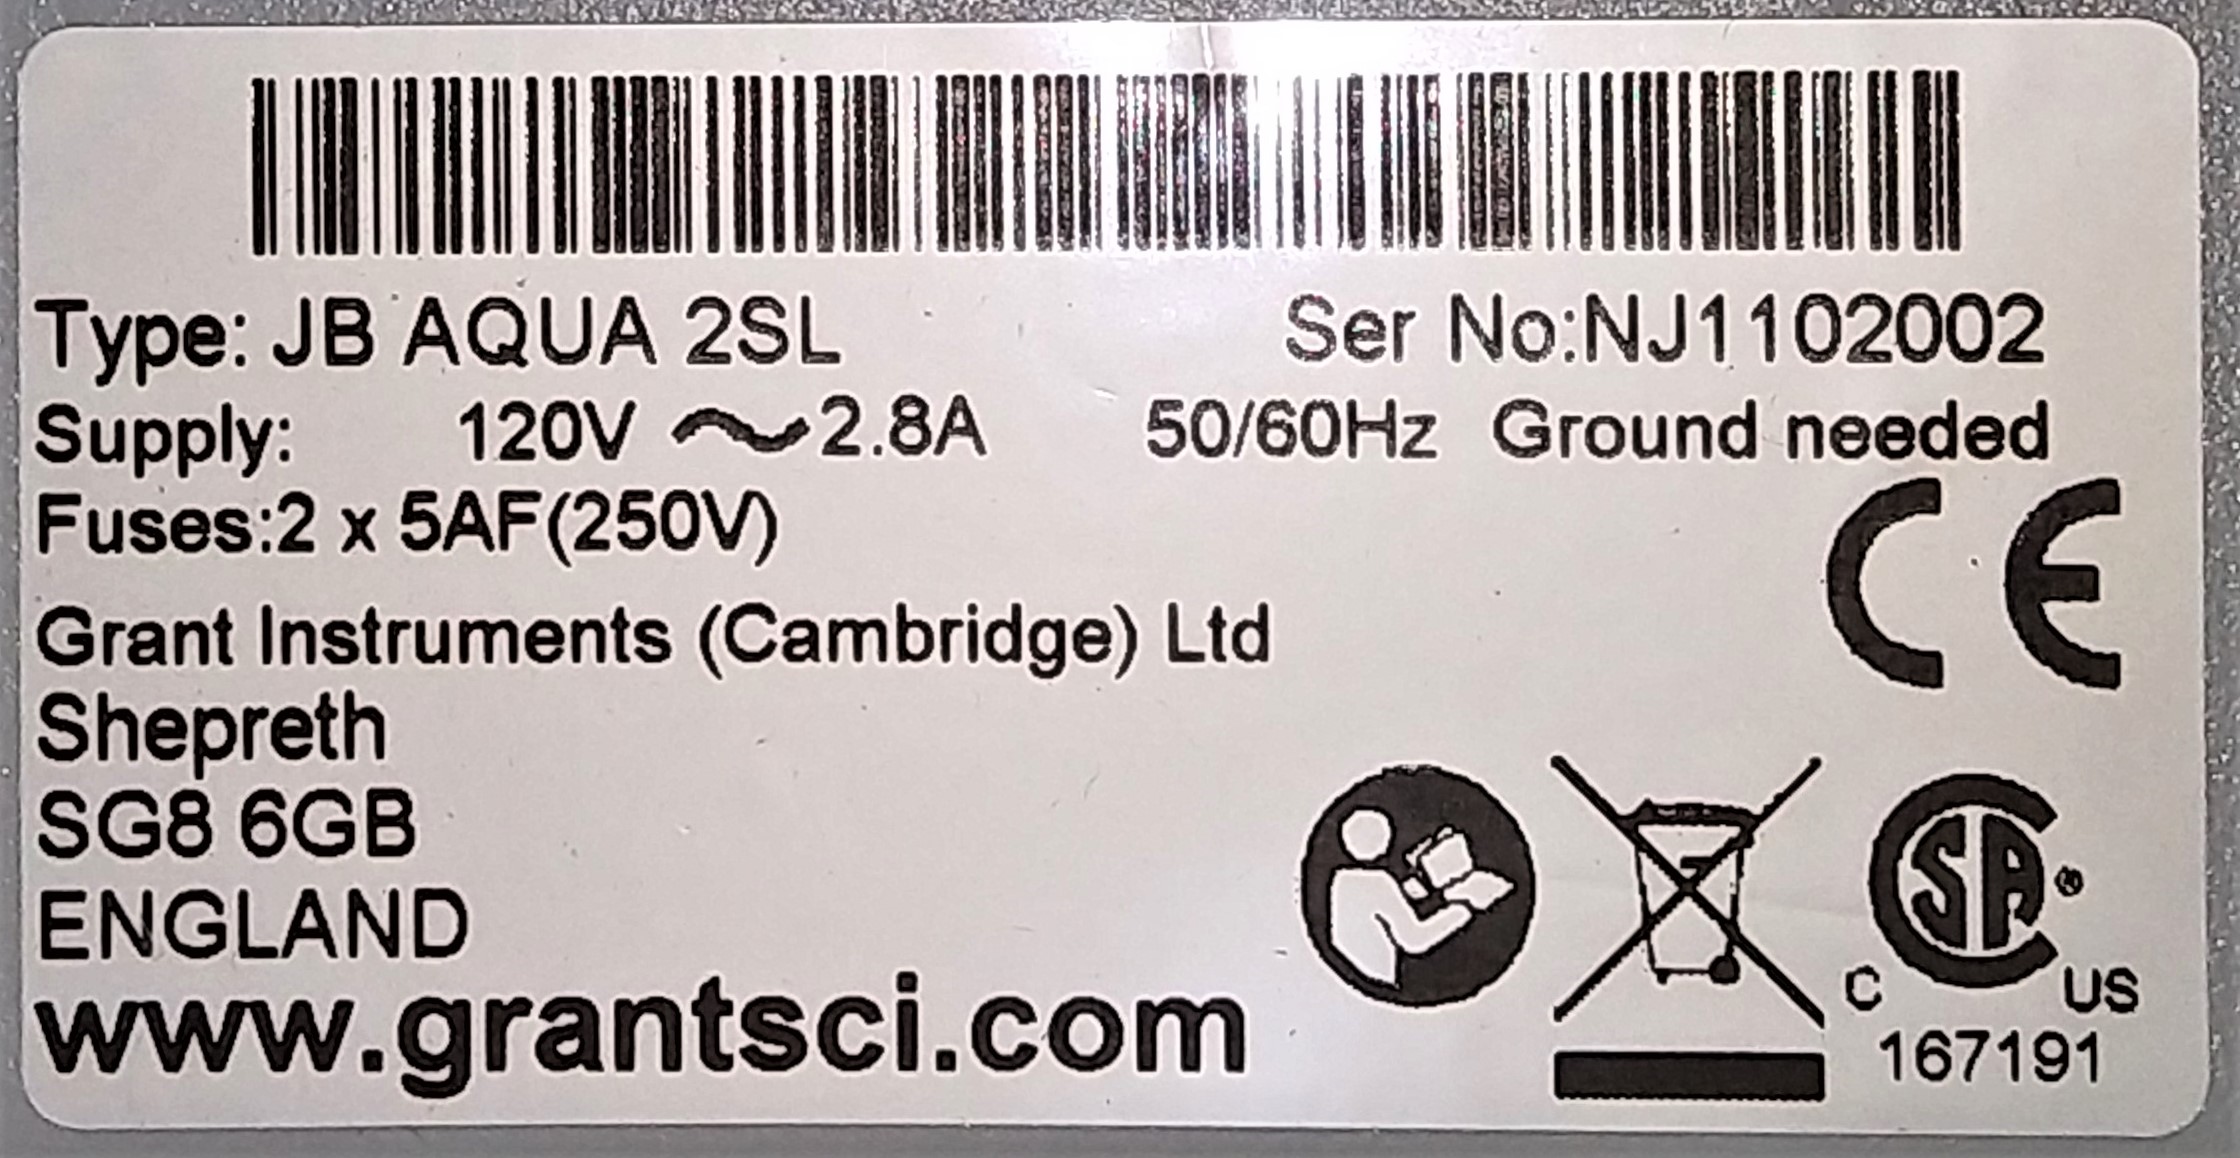 Type: JB AQUA 2SL Ser No:NJ1102002
Supply: 120V ~ 2.8A 50/60Hz Ground needed
Fuses:2 x 5AF(250V)
CE
Grant Instruments (Cambridge) Ltd
Shepreth
SG8 6GB
ENGLAND
www.grantsci.com
C SA® US
167191